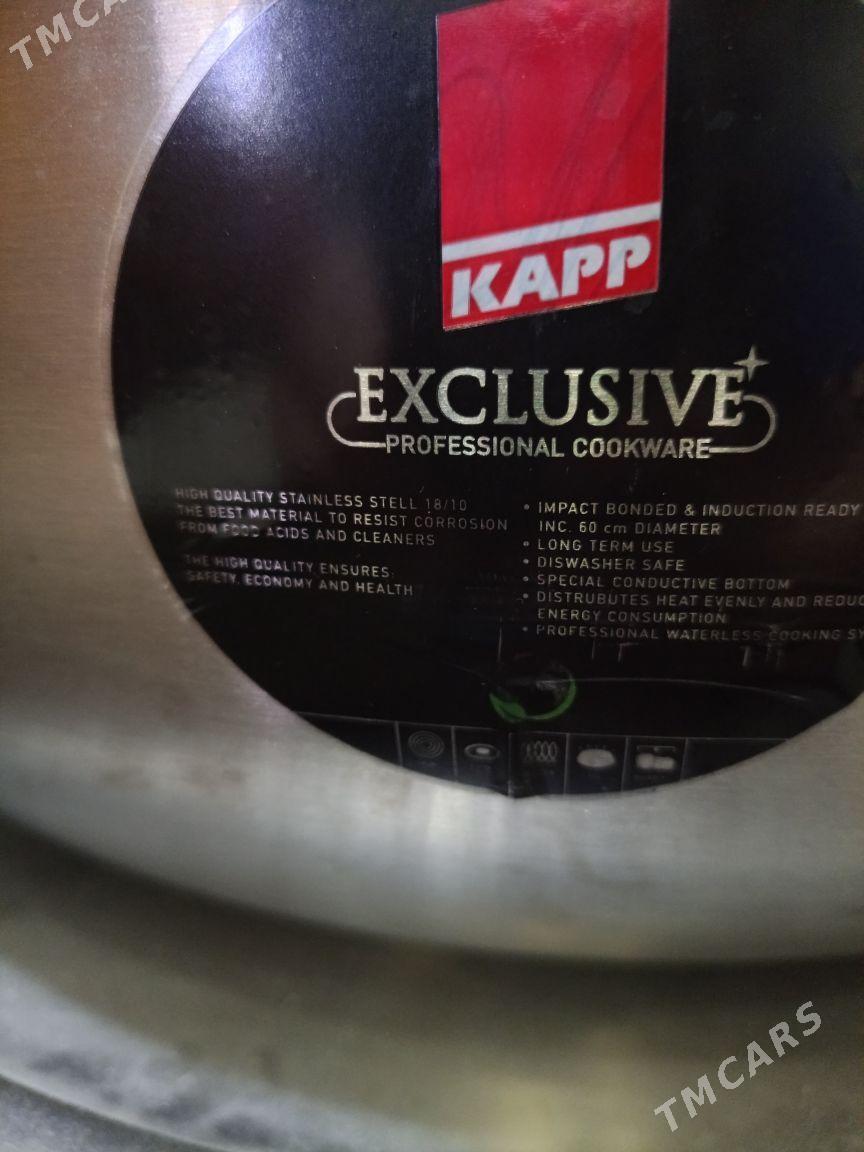 TMCARS
KAPP
EXCLUSIVE
PROFESSIONAL COOKWARE
HIGH QUALITY STAINLESS STELL 18/10
THE BEST MATERIAL TO RESIST CORROSION
FROM FOOD ACIDS AND CLEANERS
THE HIGH QUALITY ENSURES:
SAFETY, ECONOMY AND HEALTH
• IMPACT BONDED & INDUCTION READY
INC. 60 cm DIAMETER
• LONG TERM USE
• DISWASHER SAFE
• SPECIAL CONDUCTIVE BOTTOM
• DISTRUBUTES HEAT EVENLY AND REDUC
ENERGY CONSUMPTION
• PROFESSIONAL WATERLESS COOKING SY
TMCARS